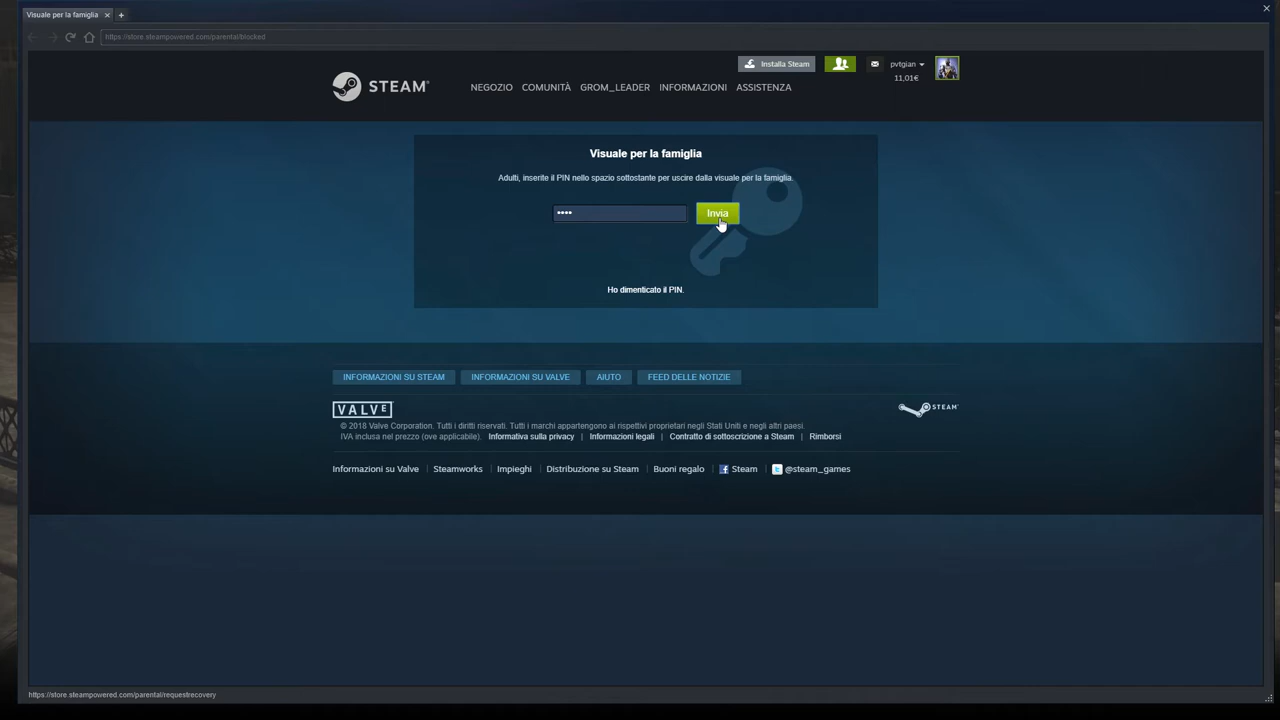 Visuale per la famiglia
https://store.steampowered.com/parental/blocked
Installa Steam
pvtgian
11,01€
STEAM
NEGOZIO COMUNITÀ GROM_LEADER INFORMAZIONI ASSISTENZA
Visuale per la famiglia
Adulti, inserite il PIN nello spazio sottostante per uscire dalla visuale per la famiglia.
Invia
Ho dimenticato il PIN.
INFORMAZIONI SU STEAM INFORMAZIONI SU VALVE AIUTO FEED DELLE NOTIZIE
VALVE STEAM
© 2018 Valve Corporation. Tutti i diritti riservati. Tutti i marchi appartengono ai rispettivi proprietari negli Stati Uniti e negli altri paesi.
IVA inclusa nel prezzo (ove applicabile). Informativa sulla privacy | Informazioni legali | Contratto di sottoscrizione a Steam | Rimborsi
Informazioni su Valve | Steamworks | Impieghi | Distribuzione su Steam | Buoni regalo | Steam | @steam_games
https://store.steampowered.com/parental/requestrecovery